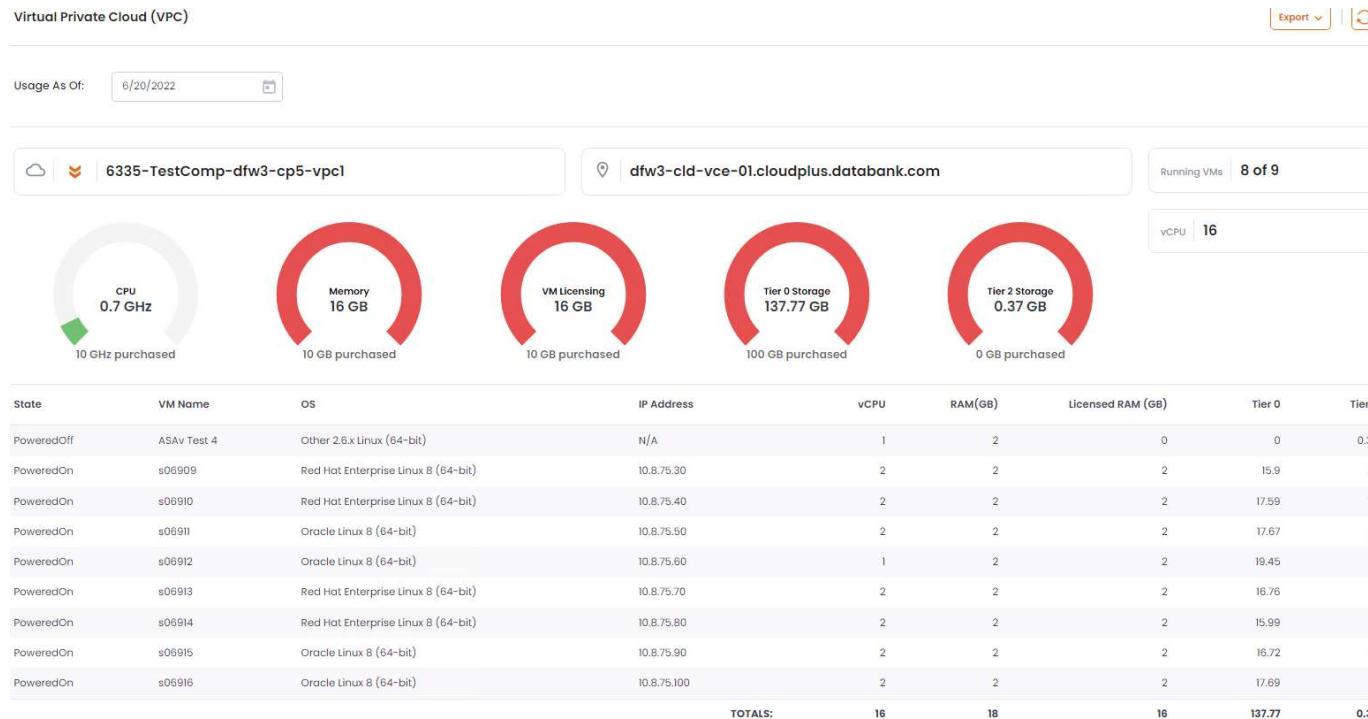 Virtual Private Cloud (VPC)
Export
Usage As Of: 6/20/2022
6335-TestComp-dfw3-cp5-vpc1 dfw3-cld-vce-01.cloudplus.databank.com Running VMs 8 of 9
vCPU 16
CPU Memory VM Licensing Tier 0 Storage Tier 2 Storage
0.7 GHz 16 GB 16 GB 137.77 GB 0.37 GB
10 GHz purchased 10 GB purchased 10 GB purchased 100 GB purchased 0 GB purchased
State VM Name OS IP Address vCPU RAM(GB) Licensed RAM (GB) Tier 0 Tier
PoweredOff ASAv Test 4 Other 2.6.x Linux (64-bit) N/A 1 2 0 0
PoweredOn s06909 Red Hat Enterprise Linux 8 (64-bit) 10.8.75.30 2 2 2 15.9
PoweredOn s06910 Red Hat Enterprise Linux 8 (64-bit) 10.8.75.40 2 2 2 17.59
PoweredOn s06911 Oracle Linux 8 (64-bit) 10.8.75.50 2 2 2 17.67
PoweredOn s06912 Oracle Linux 8 (64-bit) 10.8.75.60 1 2 2 19.45
PoweredOn s06913 Red Hat Enterprise Linux 8 (64-bit) 10.8.75.70 2 2 2 16.76
PoweredOn s06914 Red Hat Enterprise Linux 8 (64-bit) 10.8.75.80 2 2 2 15.99
PoweredOn s06915 Oracle Linux 8 (64-bit) 10.8.75.90 2 2 2 16.72
PoweredOn s06916 Oracle Linux 8 (64-bit) 10.8.75.100 2 2 2 17.69
TOTALS: 16 18 16 137.77